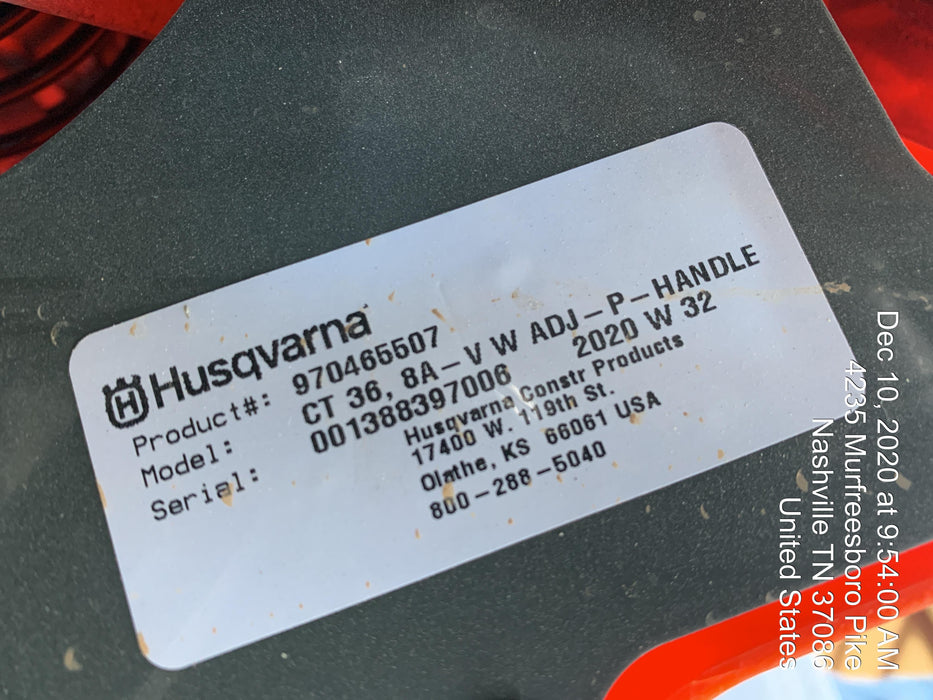 Husqvarna
Product#: 970465507
Model: CT 36, 8A-V W ADJ-P-HANDLE
Serial: 001388397006 2020 W 32
Husqvarna Constr Products
17400 W. 119th St.
Olathe, KS 66061 USA
800-288-5040
Dec 10, 2020 at 9:54:00 AM
4235 Murfreesboro Pike
Nashville TN 37086
United States